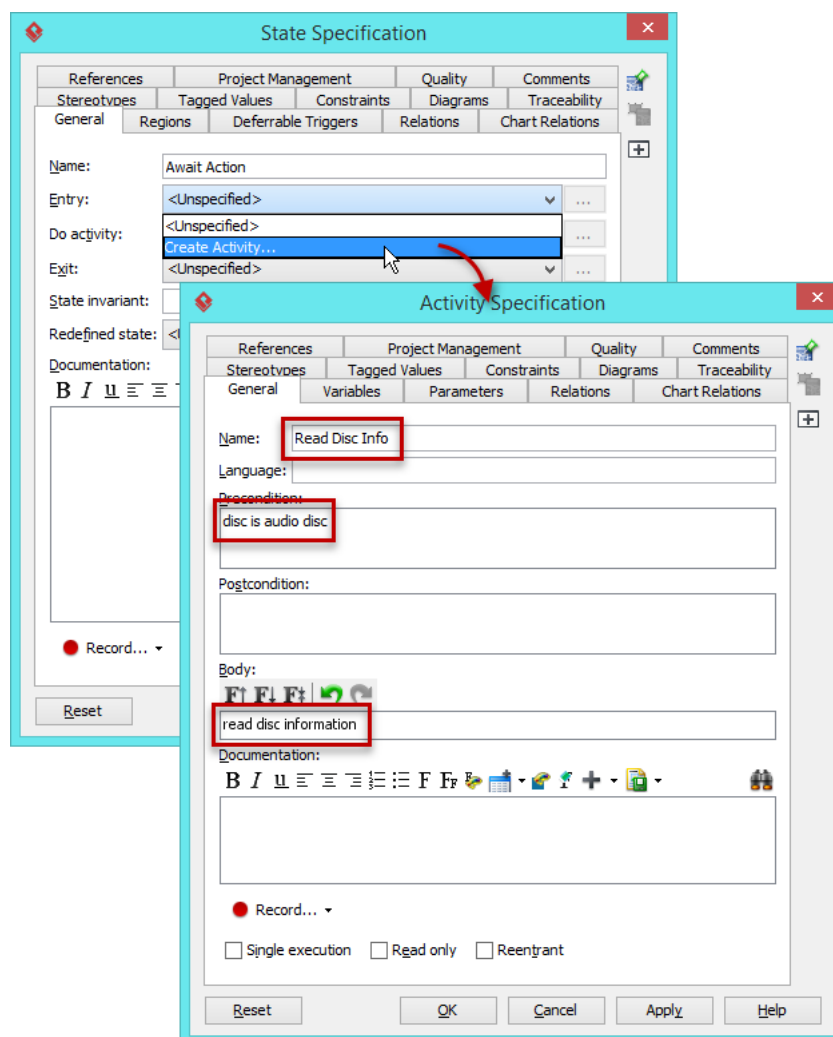 State Specification
References Project Management Quality Comments
Stereotypes Tagged Values Constraints Diagrams Traceability
General Regions Deferrable Triggers Relations Chart Relations
Name: Await Action
Entry: <Unspecified> ...
<Unspecified>
Do activity: ...
Create Activity...
Exit: <Unspecified> ...
State invariant:
Redefined state:
Documentation:
B I u
Record...
Reset
Activity Specification
References Project Management Quality Comments
Stereotypes Tagged Values Constraints Diagrams Traceability
General Variables Parameters Relations Chart Relations
Name: Read Disc Info
Language:
Precondition:
disc is audio disc
Postcondition:
Body:
read disc information
Documentation:
B I u
Record...
Single execution Read only Reentrant
Reset OK Cancel Apply Help